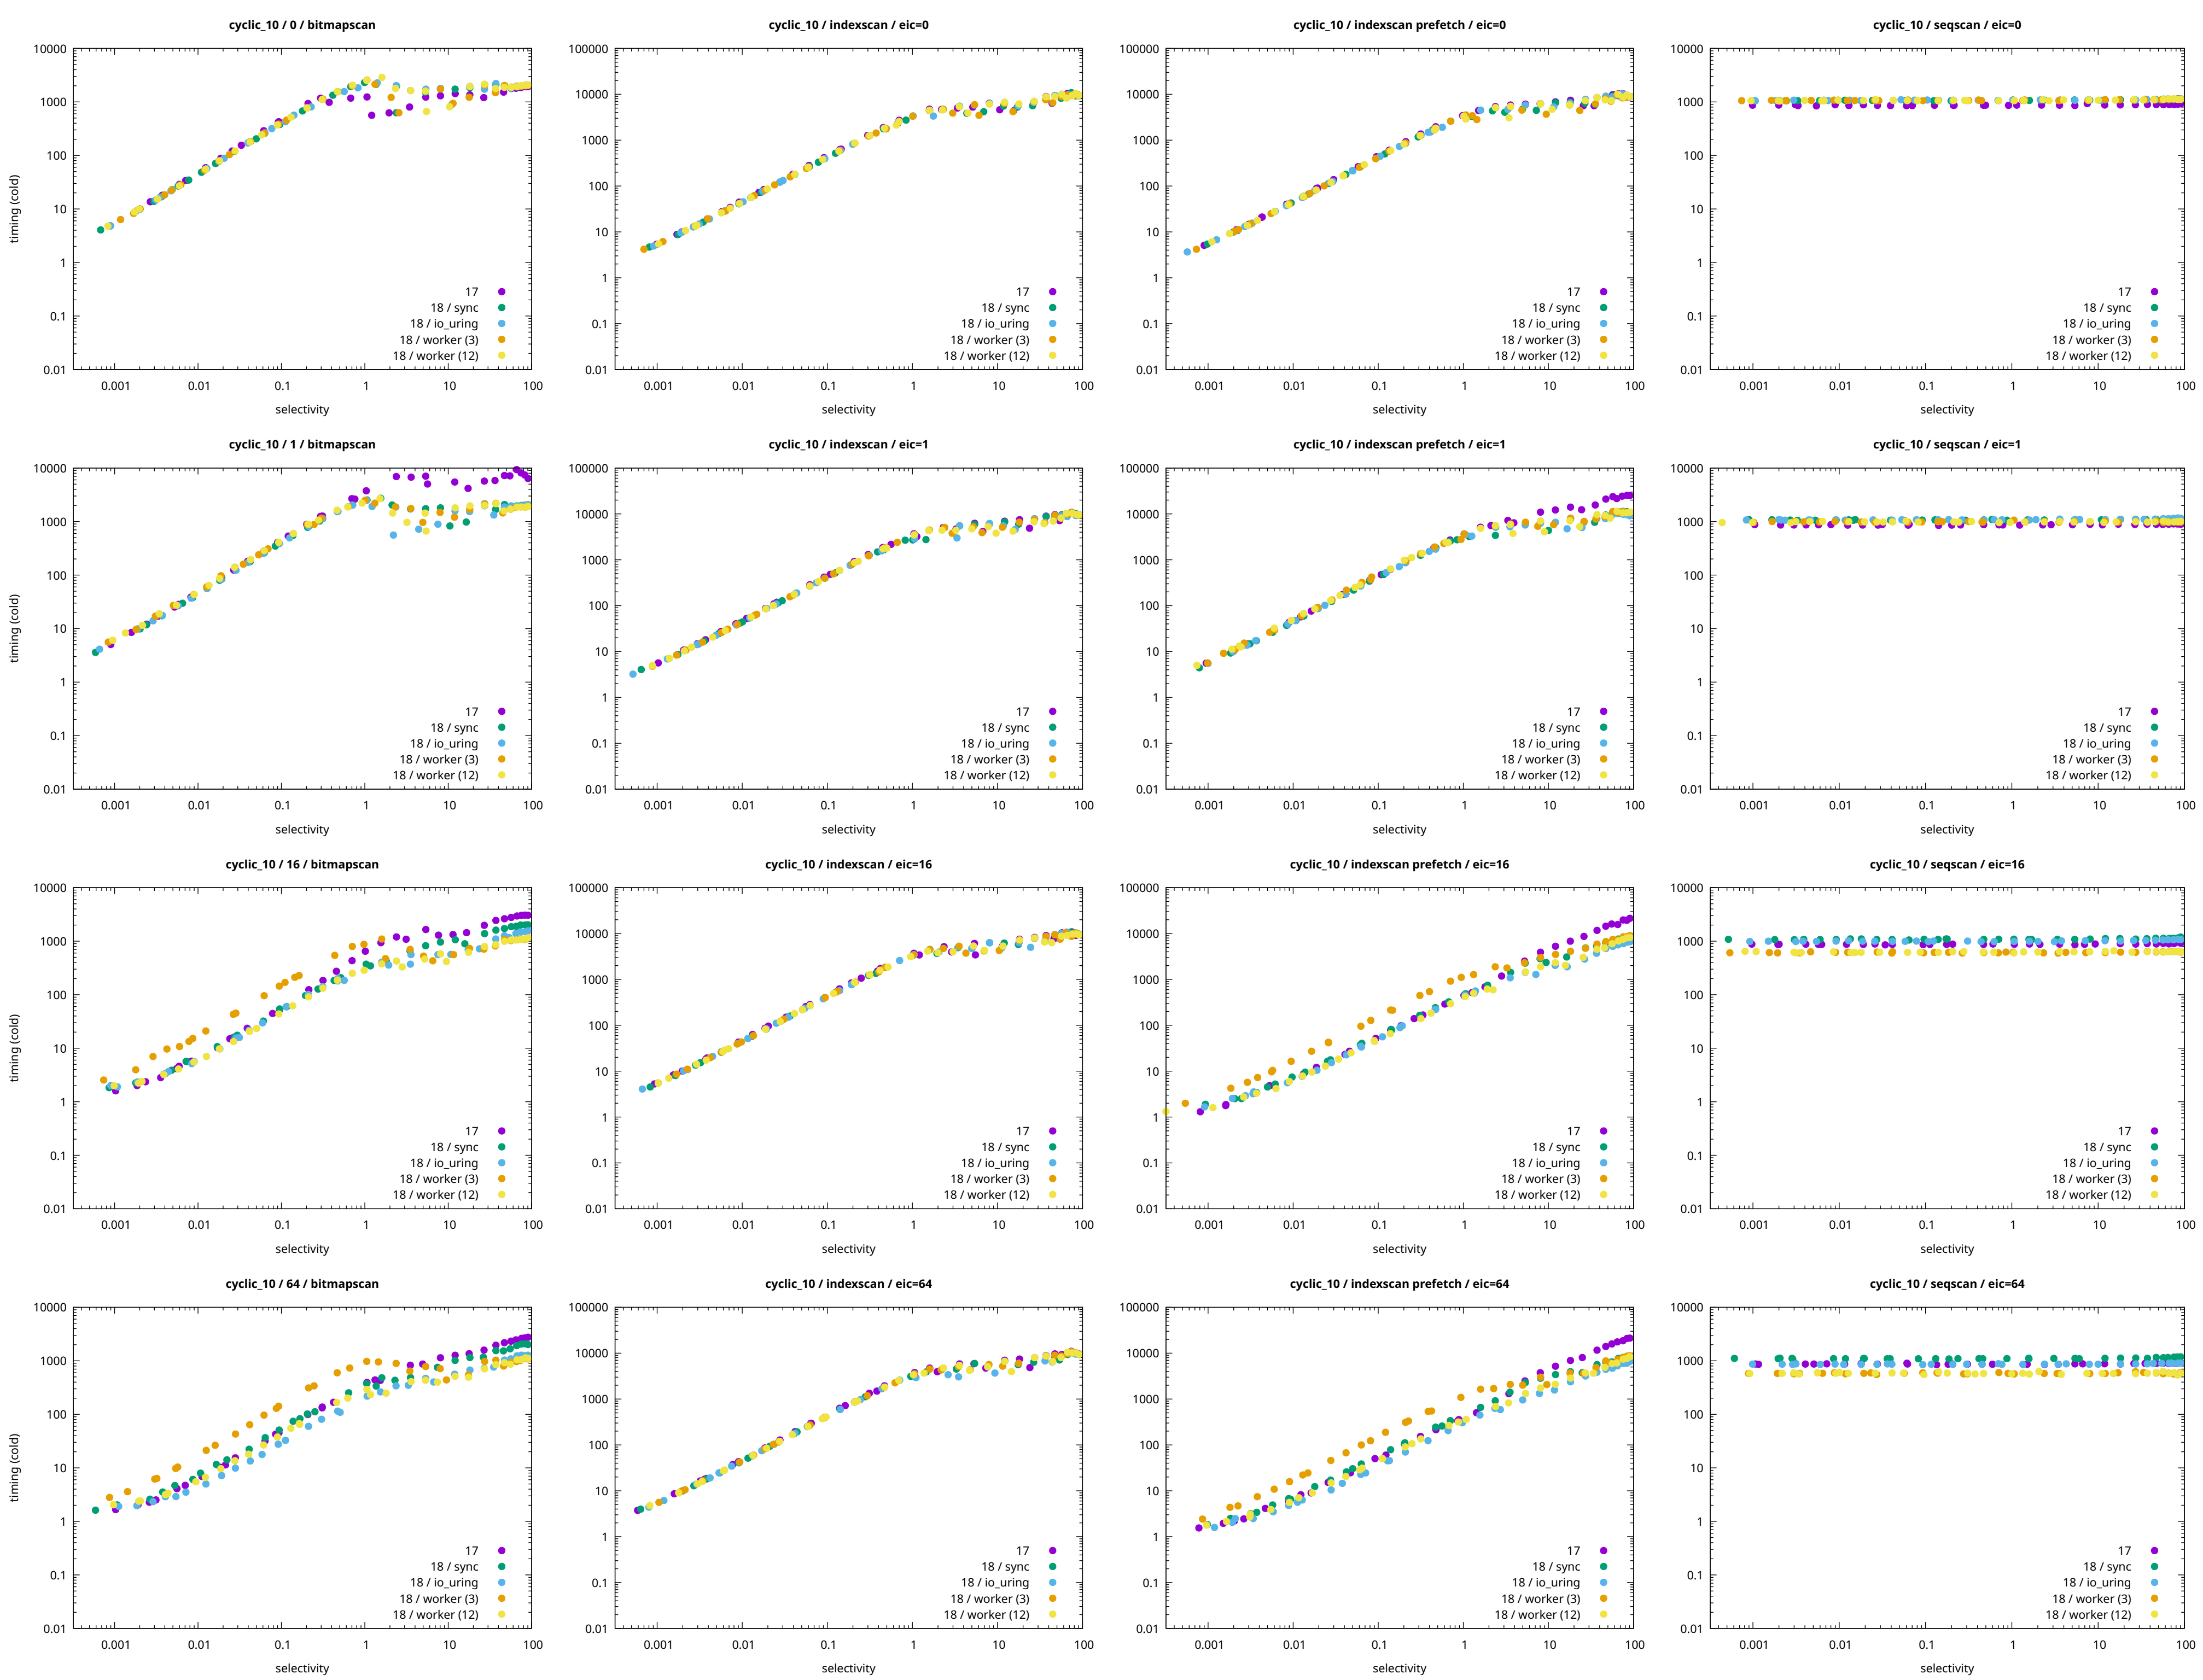 cyclic_10 / 0 / bitmapscan
10000
1000
100
10
1
0.1
0.01
timing (cold)
17
18 / sync
18 / io_uring
18 / worker (3)
18 / worker (12)
0.001 0.01 0.1 1 10 100
selectivity
cyclic_10 / indexscan / eic=0
100000
10000
1000
100
10
1
0.1
0.01
17
18 / sync
18 / io_uring
18 / worker (3)
18 / worker (12)
0.001 0.01 0.1 1 10 100
selectivity
cyclic_10 / indexscan prefetch / eic=0
100000
10000
1000
100
10
1
0.1
0.01
17
18 / sync
18 / io_uring
18 / worker (3)
18 / worker (12)
0.001 0.01 0.1 1 10 100
selectivity
cyclic_10 / seqscan / eic=0
10000
1000
100
10
1
0.1
0.01
17
18 / sync
18 / io_uring
18 / worker (3)
18 / worker (12)
0.001 0.01 0.1 1 10 100
selectivity
cyclic_10 / 1 / bitmapscan
10000
1000
100
10
1
0.1
0.01
timing (cold)
17
18 / sync
18 / io_uring
18 / worker (3)
18 / worker (12)
0.001 0.01 0.1 1 10 100
selectivity
cyclic_10 / indexscan / eic=1
100000
10000
1000
100
10
1
0.1
0.01
17
18 / sync
18 / io_uring
18 / worker (3)
18 / worker (12)
0.001 0.01 0.1 1 10 100
selectivity
cyclic_10 / indexscan prefetch / eic=1
100000
10000
1000
100
10
1
0.1
0.01
17
18 / sync
18 / io_uring
18 / worker (3)
18 / worker (12)
0.001 0.01 0.1 1 10 100
selectivity
cyclic_10 / seqscan / eic=1
10000
1000
100
10
1
0.1
0.01
17
18 / sync
18 / io_uring
18 / worker (3)
18 / worker (12)
0.001 0.01 0.1 1 10 100
selectivity
cyclic_10 / 16 / bitmapscan
10000
1000
100
10
1
0.1
0.01
timing (cold)
17
18 / sync
18 / io_uring
18 / worker (3)
18 / worker (12)
0.001 0.01 0.1 1 10 100
selectivity
cyclic_10 / indexscan / eic=16
100000
10000
1000
100
10
1
0.1
0.01
17
18 / sync
18 / io_uring
18 / worker (3)
18 / worker (12)
0.001 0.01 0.1 1 10 100
selectivity
cyclic_10 / indexscan prefetch / eic=16
100000
10000
1000
100
10
1
0.1
0.01
17
18 / sync
18 / io_uring
18 / worker (3)
18 / worker (12)
0.001 0.01 0.1 1 10 100
selectivity
cyclic_10 / seqscan / eic=16
10000
1000
100
10
1
0.1
0.01
17
18 / sync
18 / io_uring
18 / worker (3)
18 / worker (12)
0.001 0.01 0.1 1 10 100
selectivity
cyclic_10 / 64 / bitmapscan
10000
1000
100
10
1
0.1
0.01
timing (cold)
17
18 / sync
18 / io_uring
18 / worker (3)
18 / worker (12)
0.001 0.01 0.1 1 10 100
selectivity
cyclic_10 / indexscan / eic=64
100000
10000
1000
100
10
1
0.1
0.01
17
18 / sync
18 / io_uring
18 / worker (3)
18 / worker (12)
0.001 0.01 0.1 1 10 100
selectivity
cyclic_10 / indexscan prefetch / eic=64
100000
10000
1000
100
10
1
0.1
0.01
17
18 / sync
18 / io_uring
18 / worker (3)
18 / worker (12)
0.001 0.01 0.1 1 10 100
selectivity
cyclic_10 / seqscan / eic=64
10000
1000
100
10
1
0.1
0.01
17
18 / sync
18 / io_uring
18 / worker (3)
18 / worker (12)
0.001 0.01 0.1 1 10 100
selectivity